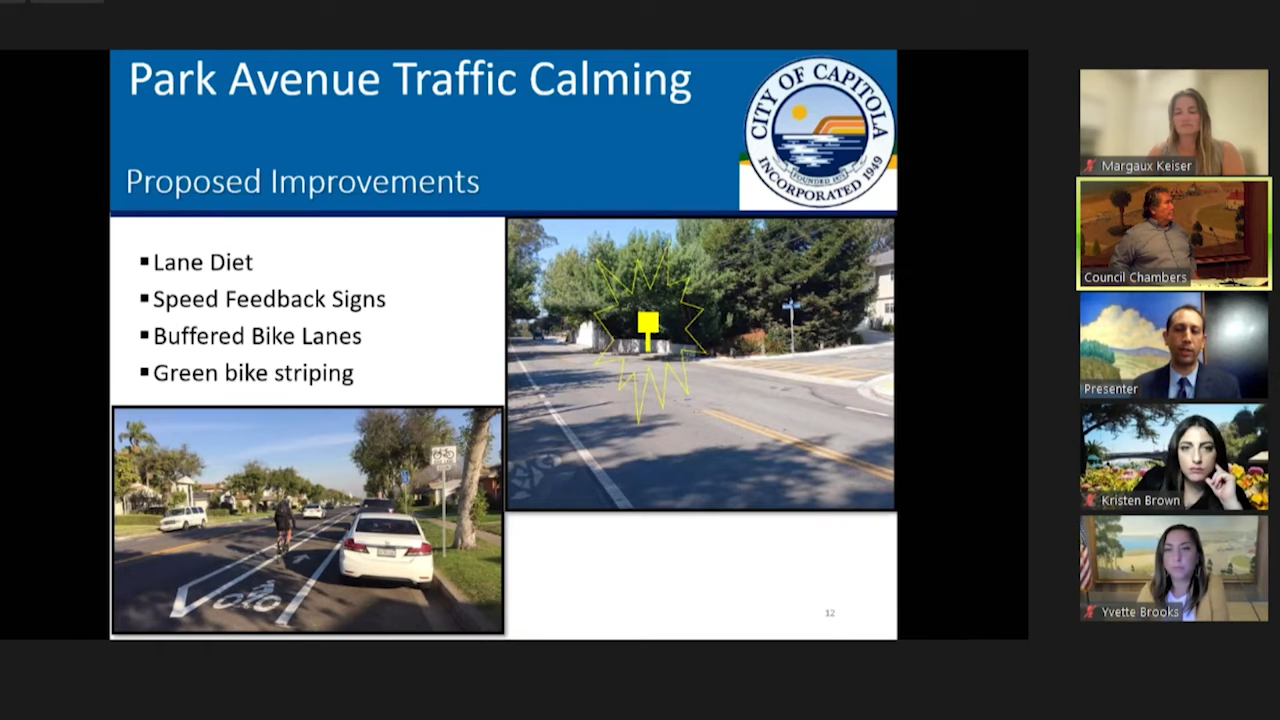 Park Avenue Traffic Calming
Proposed Improvements
CITY OF CAPITOLA
INCORPORATED 1949
Lane Diet
Speed Feedback Signs
Buffered Bike Lanes
Green bike striping
12
Margaux Keiser
Council Chambers
Presenter
Kristen Brown
Yvette Brooks